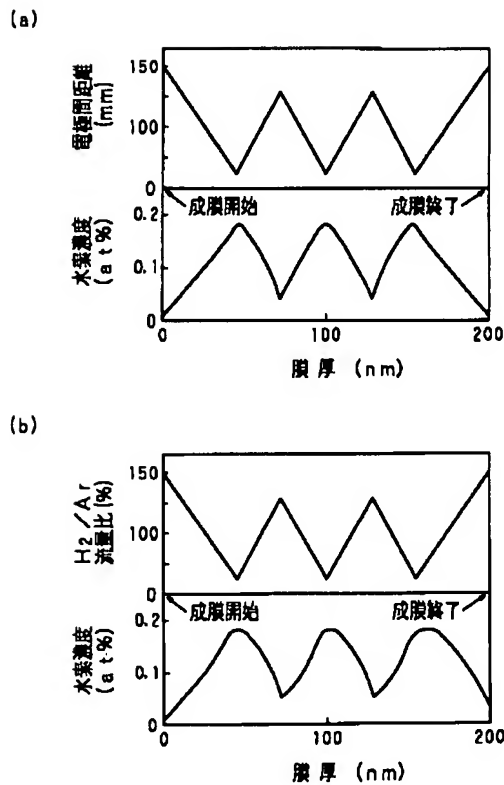 (a)
電極間距離
(mm)
150
100
0
成膜開始
成膜終了
水素濃度
(at%)
0.2
0.1
0
0
100
200
膜厚 (nm)
(b)
H2/Ar
流量比(%)
150
100
0
成膜開始
成膜終了
水素濃度
(at%)
0.2
0.1
0
0
100
200
膜厚 (nm)